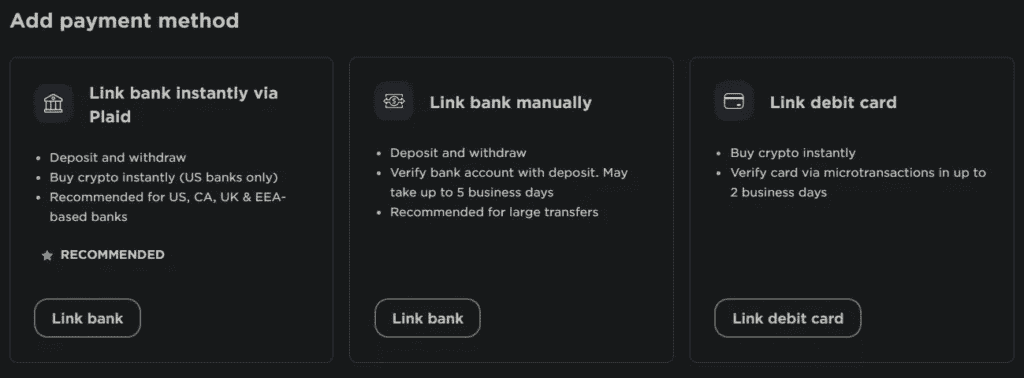 Add payment method
Link bank instantly via
Plaid
• Deposit and withdraw
• Buy crypto instantly (US banks only)
• Recommended for US, CA, UK & EEA-
based banks
RECOMMENDED
Link bank
Link bank manually
• Deposit and withdraw
• Verify bank account with deposit. May
take up to 5 business days
• Recommended for large transfers
Link bank
Link debit card
• Buy crypto instantly
• Verify card via microtransactions in up to
2 business days
Link debit card